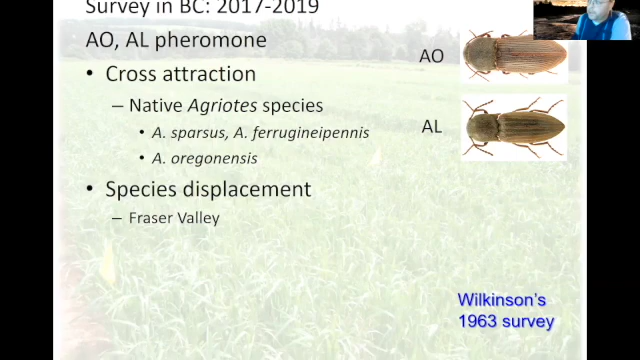 Survey in BC: 2017-2019
AO, AL pheromone
• Cross attraction
– Native Agriotes species
• A. sparsus, A. ferrugineipennis
• A. oregonensis
• Species displacement
– Fraser Valley
AO
AL
Wilkinson's
1963 survey